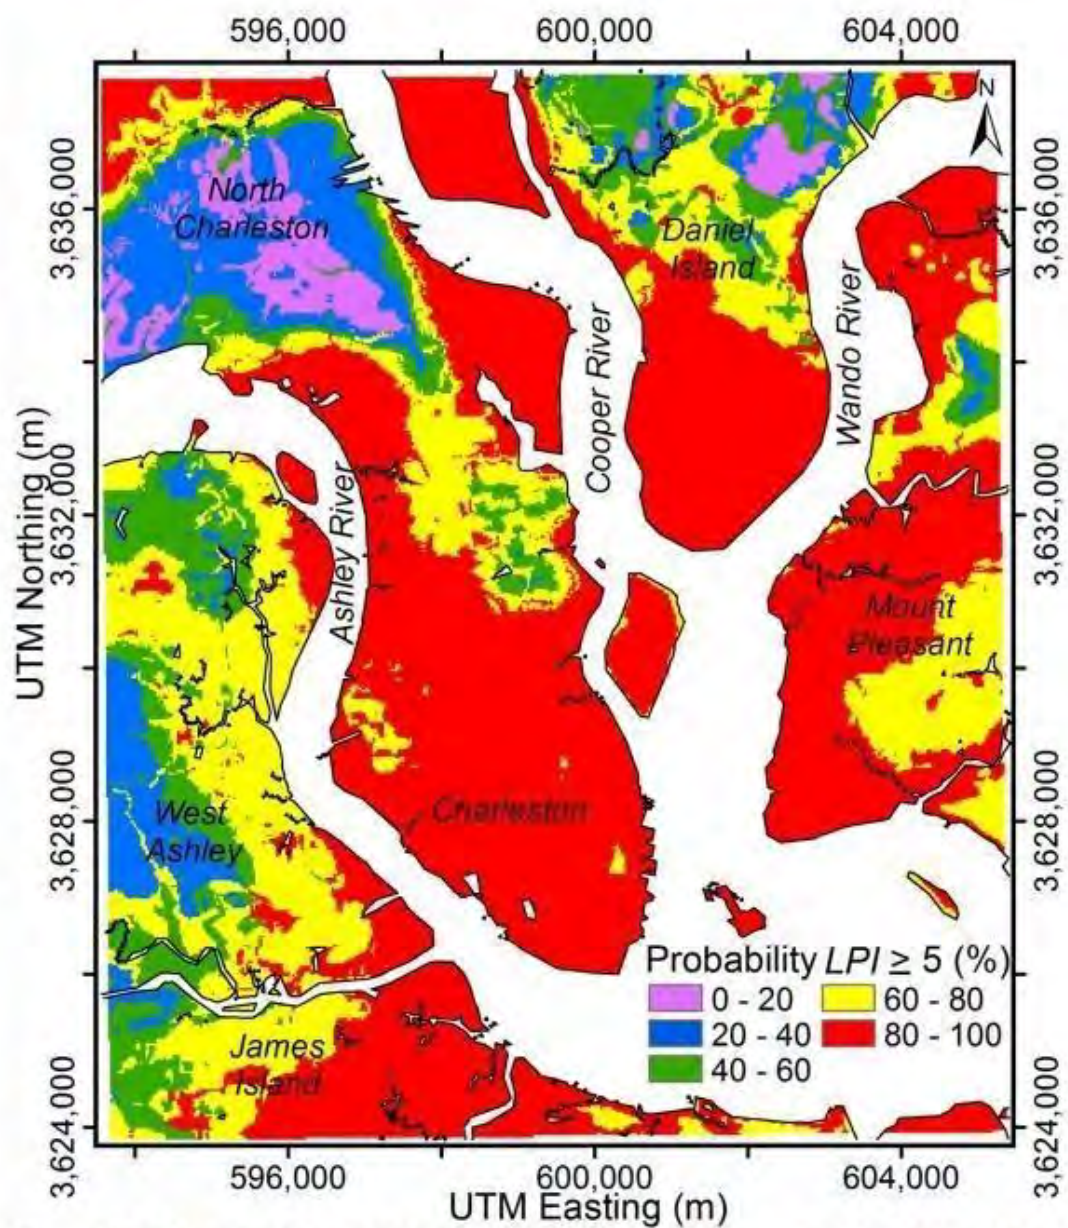 596,000 600,000 604,000
N
3,636,000
3,636,000
North
Charleston
Daniel
Island
Cooper River
Wando River
UTM Northing (m)
3,632,000
Ashley River
3,632,000
Mount
Pleasant
3,628,000
West
Ashley
Charleston
3,628,000
Probability LPI ≥ 5 (%)
0 - 20 60 - 80
20 - 40 80 - 100
40 - 60
James
Island
3,624,000
3,624,000
596,000 600,000 604,000
UTM Easting (m)